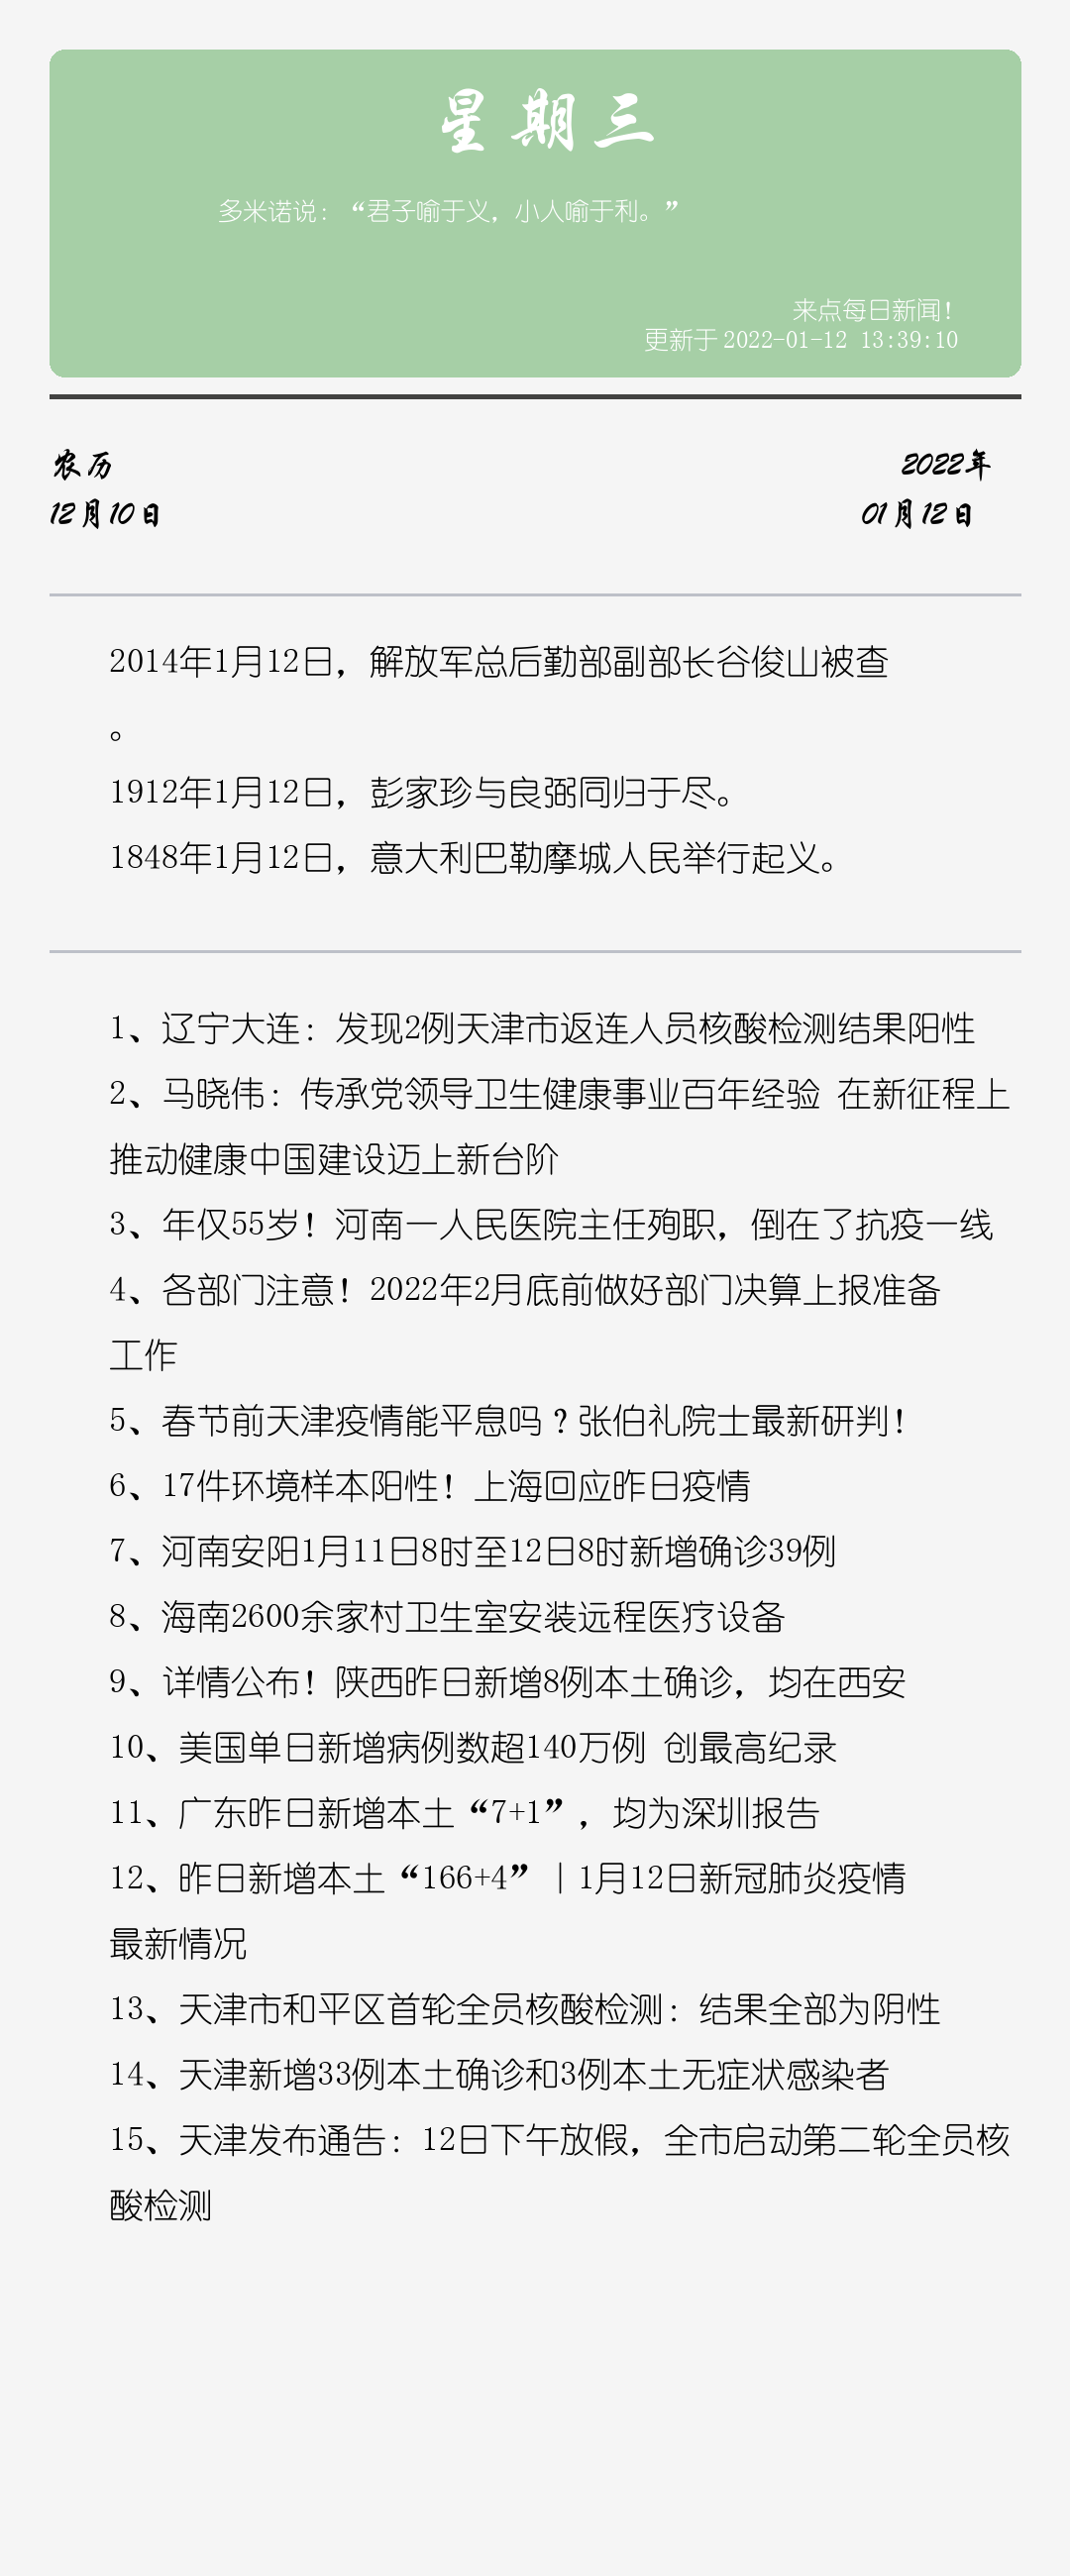 星期三
多米诺说：“君子喻于义，小人喻于利。”
来点每日新闻！
更新于 2022-01-12 13:39:10
农历
12月10日
2022年
01月12日
2014年1月12日，解放军总后勤部副部长谷俊山被查
。
1912年1月12日，彭家珍与良弼同归于尽。
1848年1月12日，意大利巴勒摩城人民举行起义。
1、辽宁大连：发现2例天津市返连人员核酸检测结果阳性
2、马晓伟：传承党领导卫生健康事业百年经验 在新征程上
推动健康中国建设迈上新台阶
3、年仅55岁！河南一人民医院主任殉职，倒在了抗疫一线
4、各部门注意！2022年2月底前做好部门决算上报准备
工作
5、春节前天津疫情能平息吗？张伯礼院士最新研判！
6、17件环境样本阳性！上海回应昨日疫情
7、河南安阳1月11日8时至12日8时新增确诊39例
8、海南2600余家村卫生室安装远程医疗设备
9、详情公布！陕西昨日新增8例本土确诊，均在西安
10、美国单日新增病例数超140万例 创最高纪录
11、广东昨日新增本土“7+1”，均为深圳报告
12、昨日新增本土“166+4”｜1月12日新冠肺炎疫情
最新情况
13、天津市和平区首轮全员核酸检测：结果全部为阴性
14、天津新增33例本土确诊和3例本土无症状感染者
15、天津发布通告：12日下午放假，全市启动第二轮全员核
酸检测